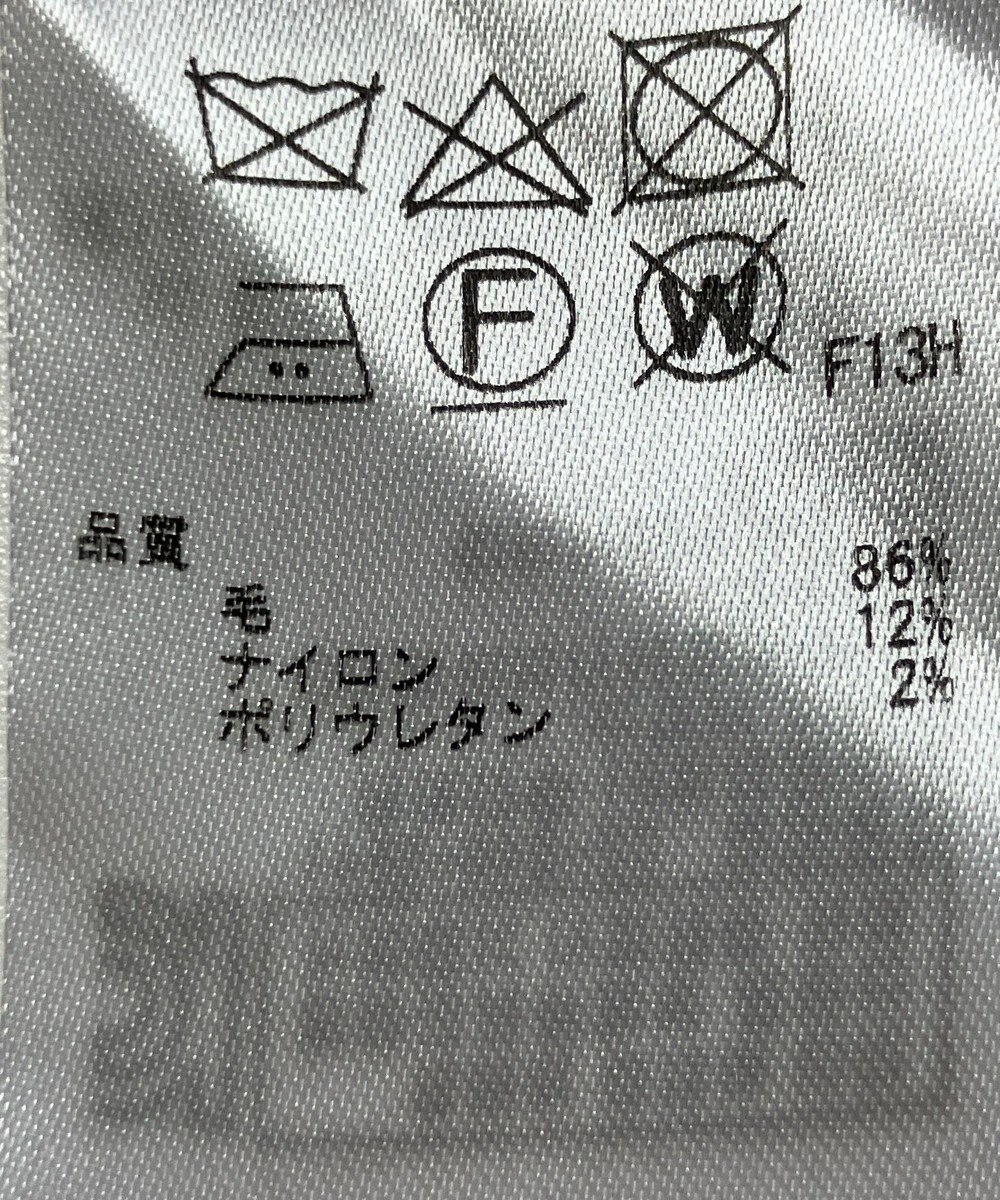 F W F13H
品質
毛 86%
ナイロン 12%
ポリウレタン 2%